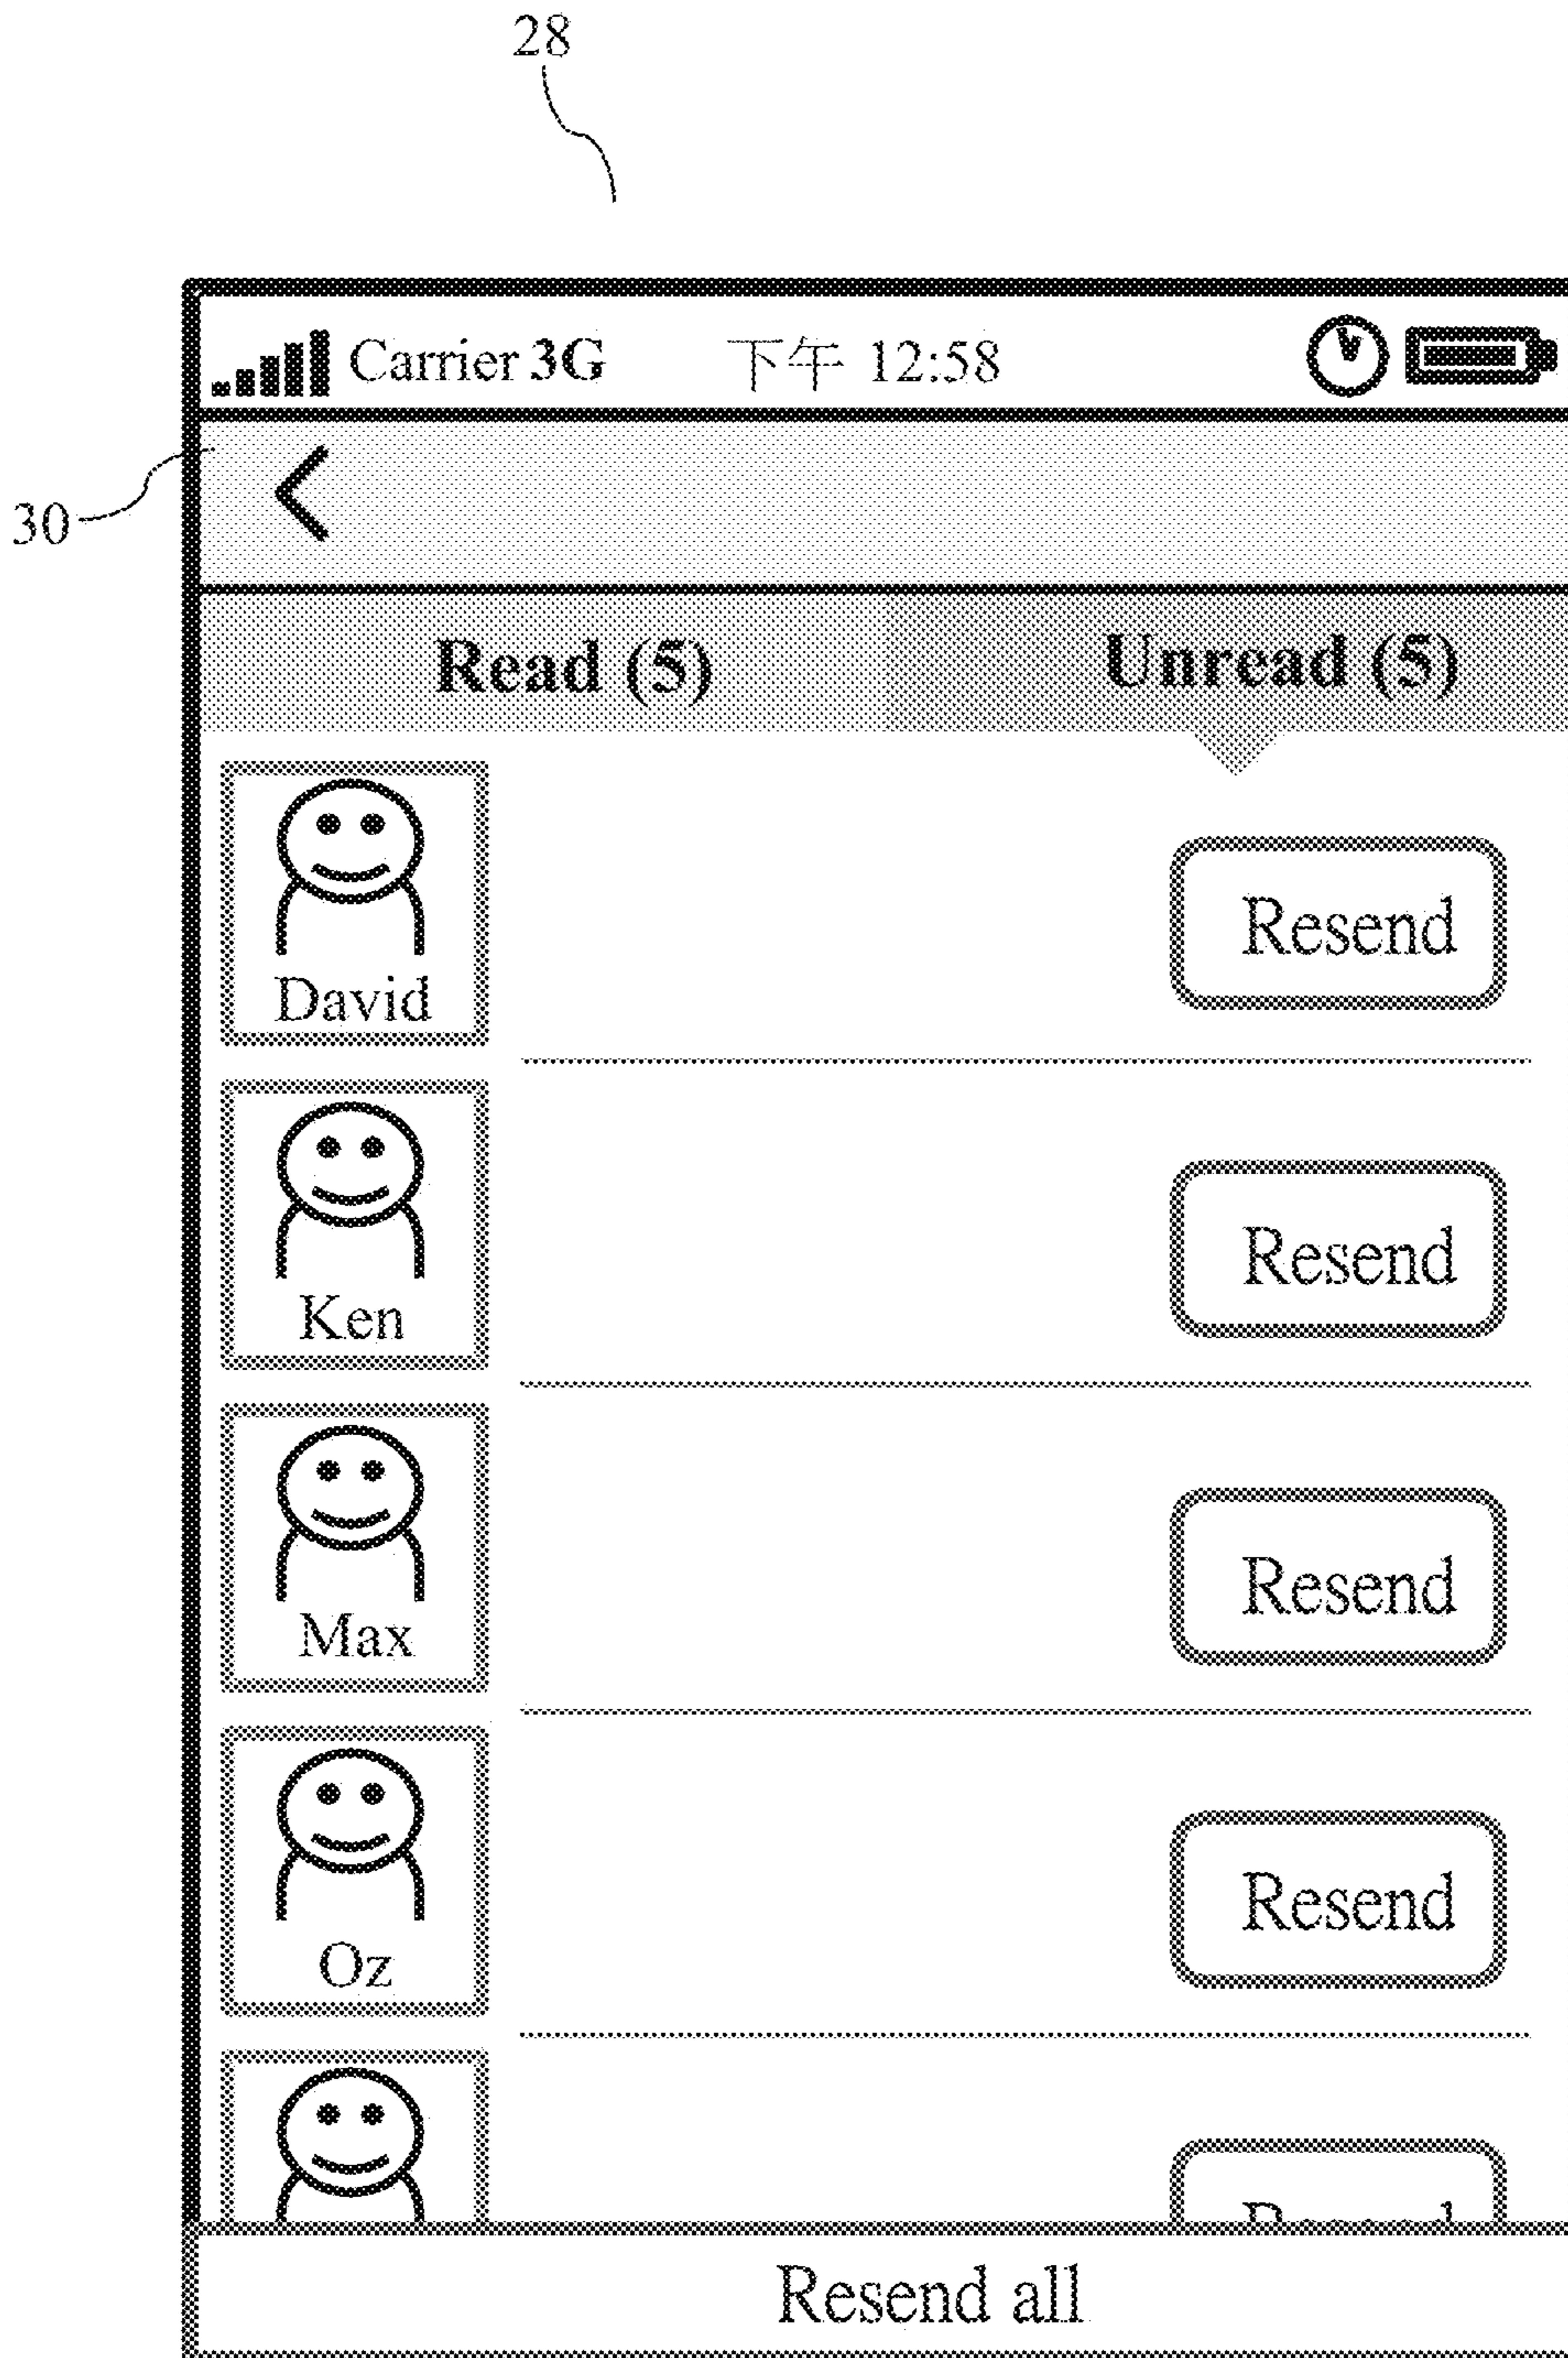 28
Carrier 3G 下午 12:58
30
Read (5) Unread (5)
David
Resend
Ken
Resend
Max
Resend
Oz
Resend
Resend all